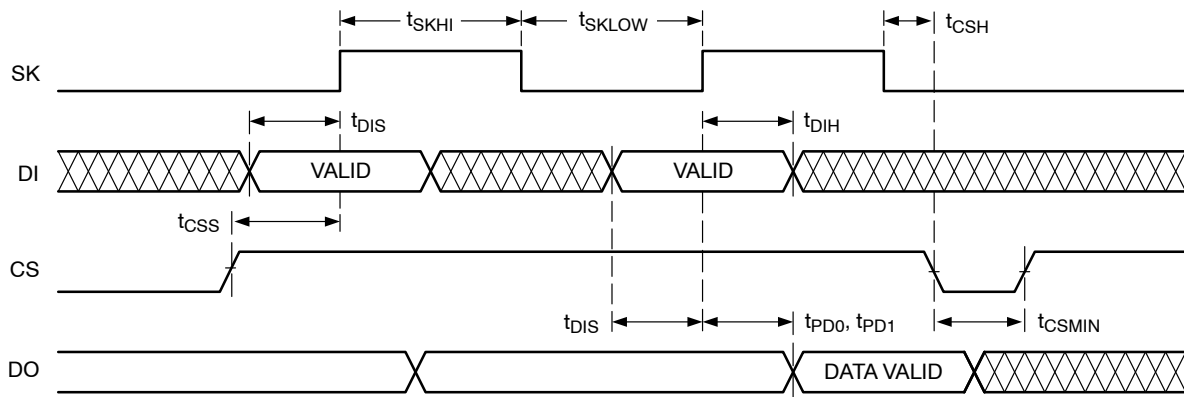 tSKHI
tSKLOW
tCSH
SK
tDIS
tDIH
DI
VALID
VALID
tCSS
CS
tDIS
tPD0, tPD1
tCSMIN
DO
DATA VALID